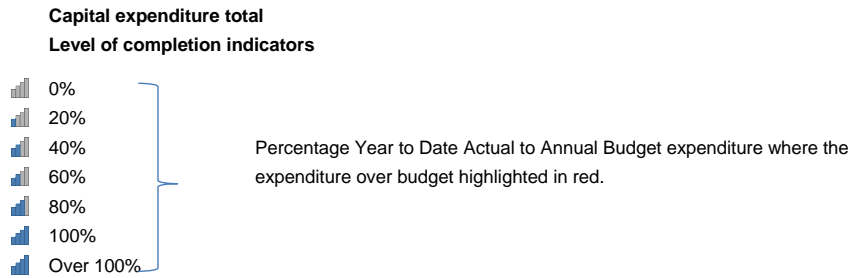 Capital expenditure total
Level of completion indicators
0%
20%
40%
60%
80%
100%
Over 100%
Percentage Year to Date Actual to Annual Budget expenditure where the
expenditure over budget highlighted in red.